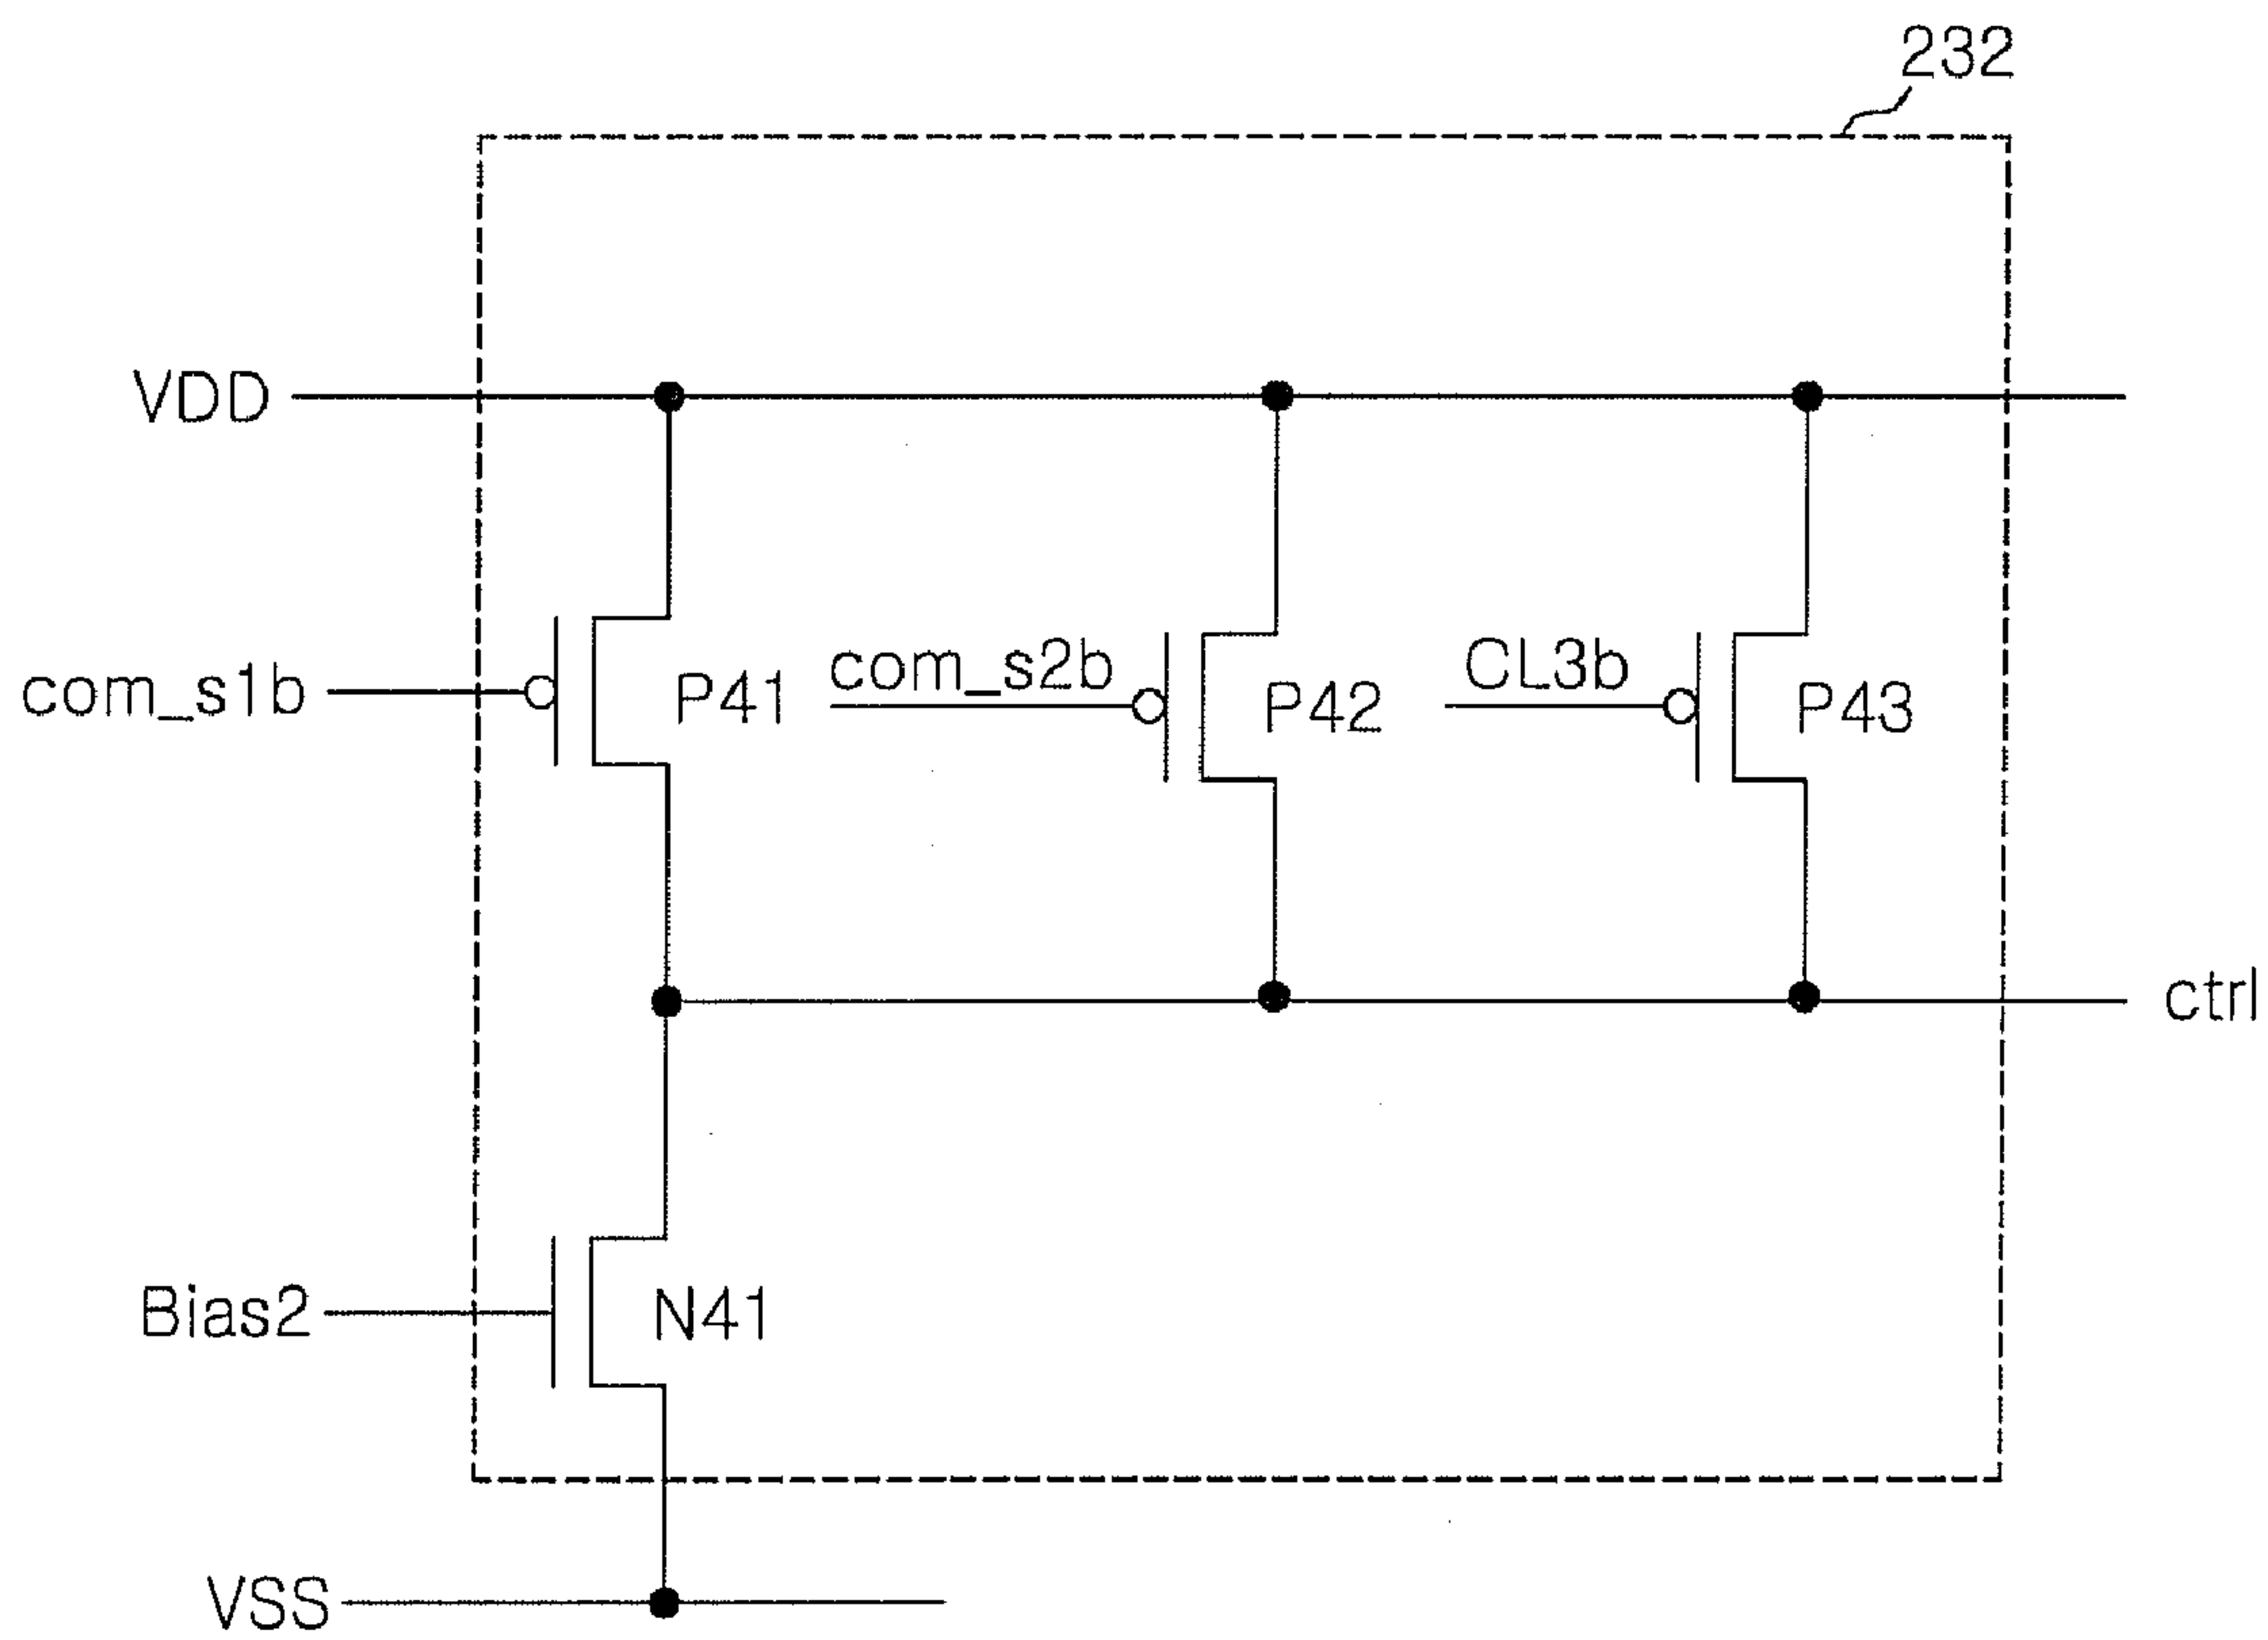 232
VDD
com_s1b
P41
com_s2b
P42
CL3b
P43
ctrl
Bias2
N41
VSS